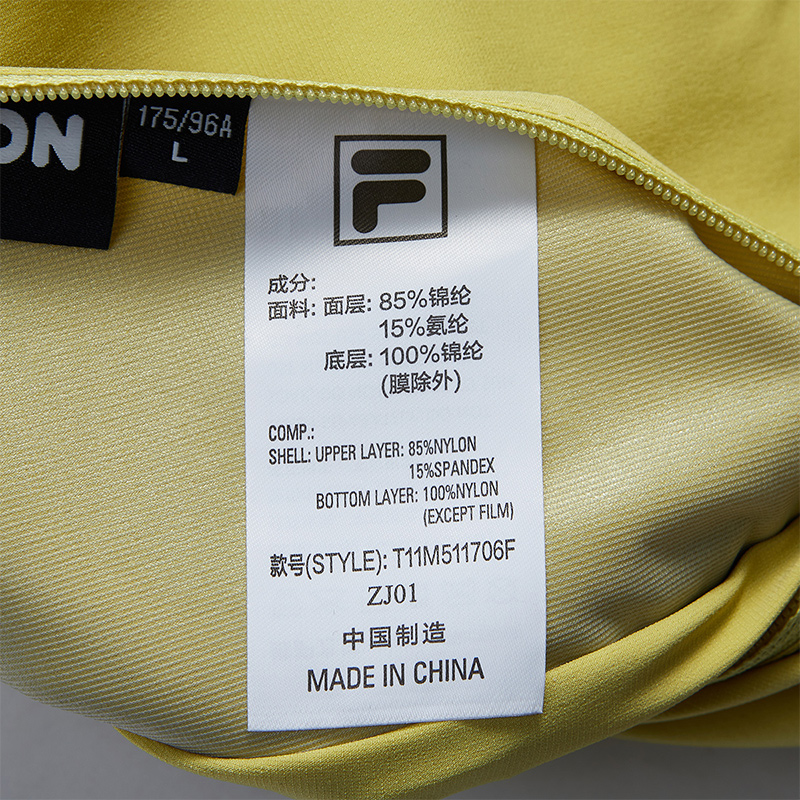 ON
175/96A
L
F
成分:
面料: 面层: 85%锦纶
15%氨纶
底层: 100%锦纶
(膜除外)
COMP.:
SHELL: UPPER LAYER: 85%NYLON
15%SPANDEX
BOTTOM LAYER: 100%NYLON
(EXCEPT FILM)
款号(STYLE): T11M511706F
ZJ01
中国制造
MADE IN CHINA